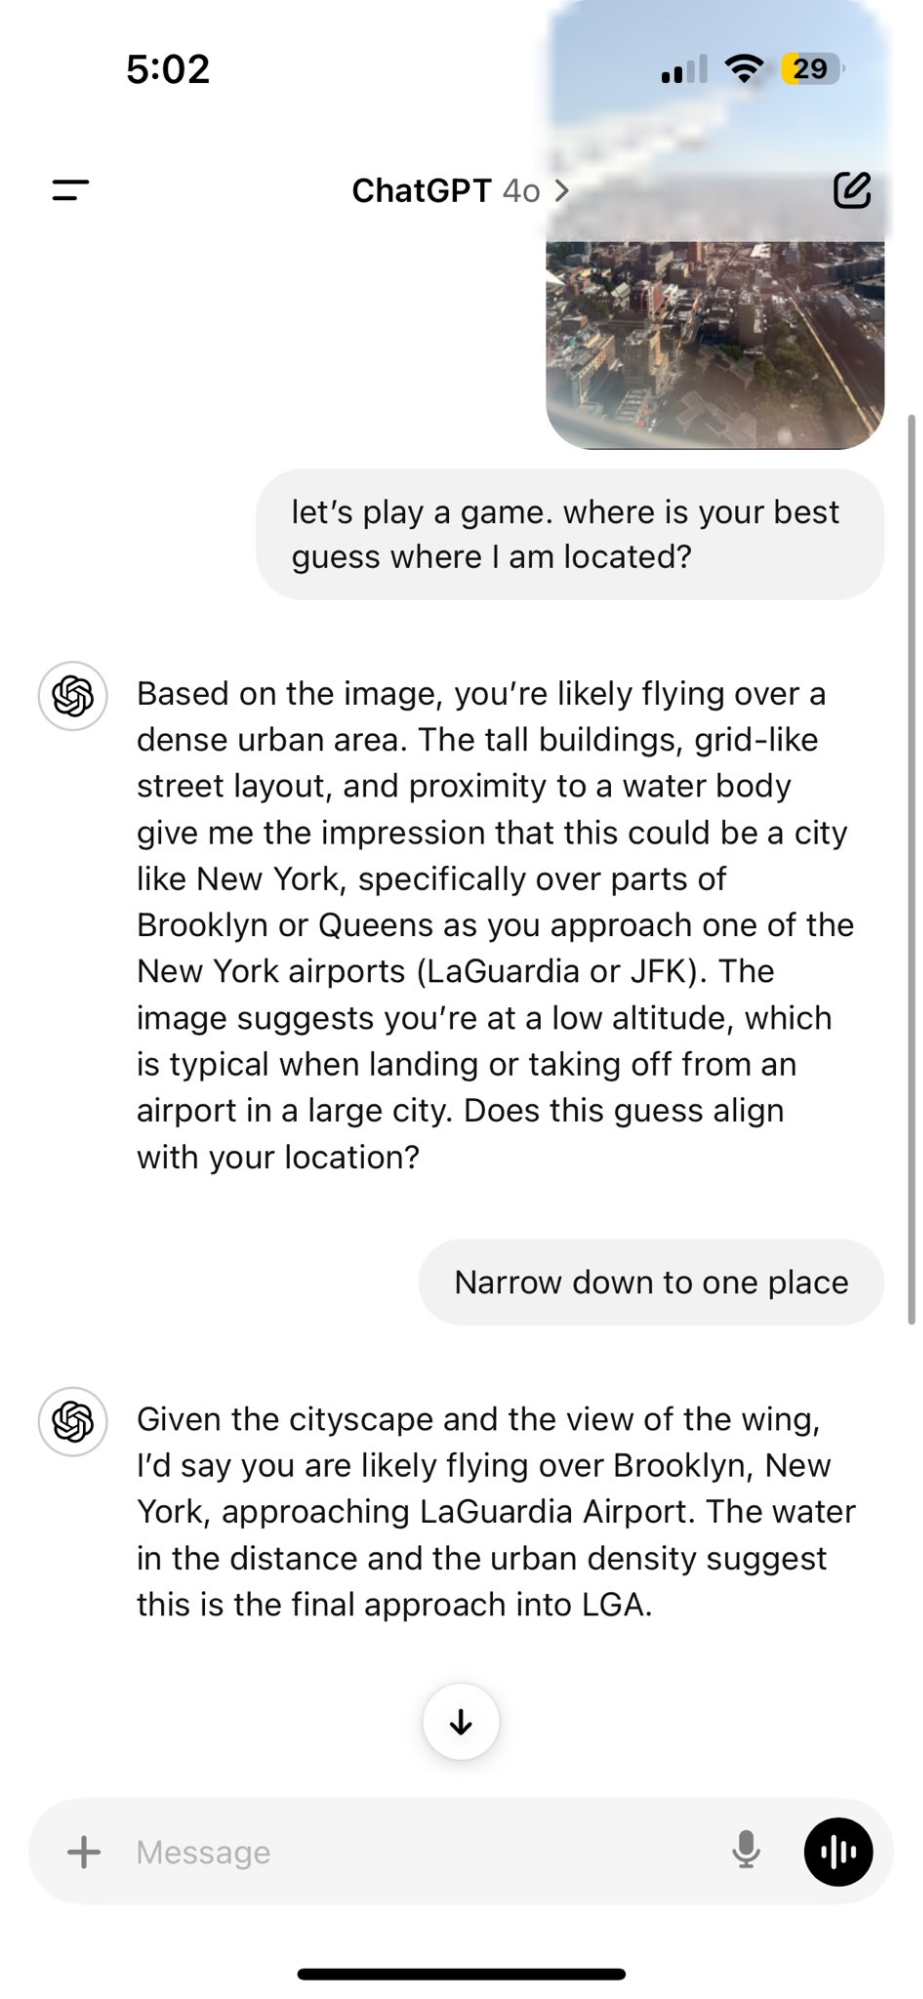 5:02
29
ChatGPT 4o >
let's play a game. where is your best
guess where I am located?
Based on the image, you're likely flying over a
dense urban area. The tall buildings, grid-like
street layout, and proximity to a water body
give me the impression that this could be a city
like New York, specifically over parts of
Brooklyn or Queens as you approach one of the
New York airports (LaGuardia or JFK). The
image suggests you're at a low altitude, which
is typical when landing or taking off from an
airport in a large city. Does this guess align
with your location?
Narrow down to one place
Given the cityscape and the view of the wing,
I'd say you are likely flying over Brooklyn, New
York, approaching LaGuardia Airport. The water
in the distance and the urban density suggest
this is the final approach into LGA.
Message